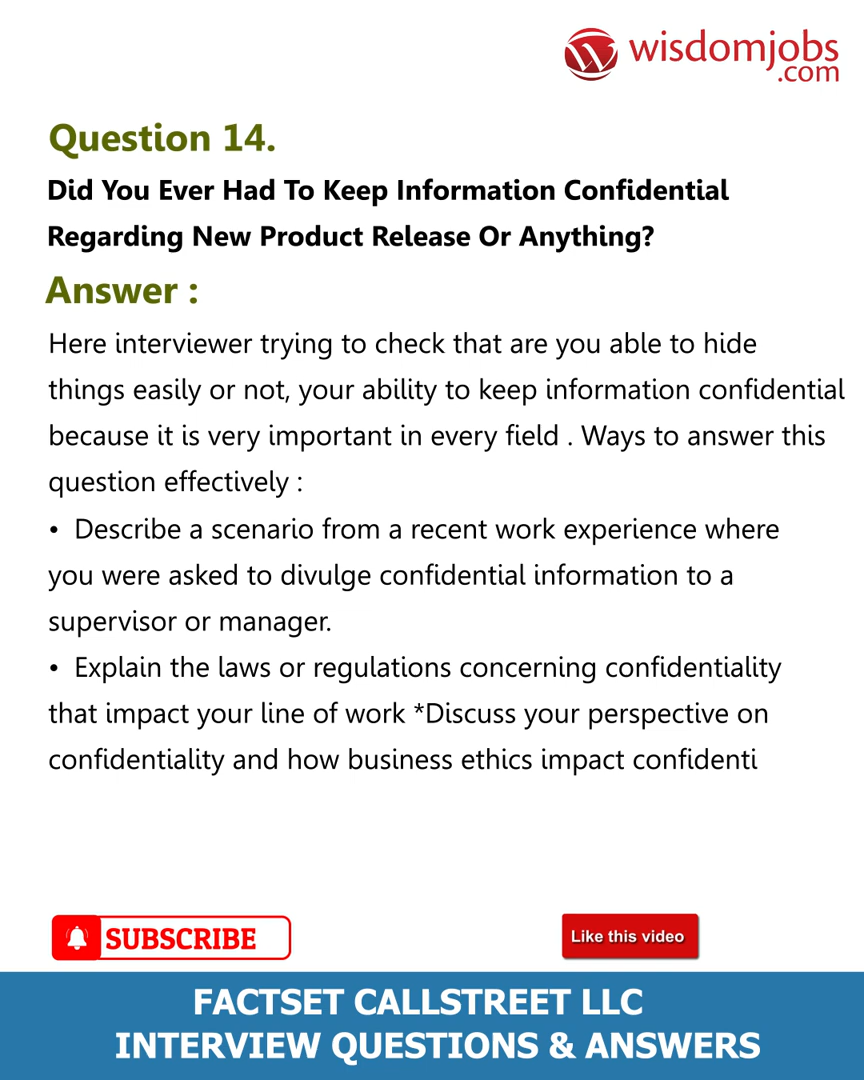 wisdomjobs
.com
Question 14.
Did You Ever Had To Keep Information Confidential
Regarding New Product Release Or Anything?
Answer :
Here interviewer trying to check that are you able to hide
things easily or not, your ability to keep information confidential
because it is very important in every field . Ways to answer this
question effectively :
• Describe a scenario from a recent work experience where
you were asked to divulge confidential information to a
supervisor or manager.
• Explain the laws or regulations concerning confidentiality
that impact your line of work *Discuss your perspective on
confidentiality and how business ethics impact confidenti
SUBSCRIBE
Like this video
FACTSET CALLSTREET LLC
INTERVIEW QUESTIONS & ANSWERS